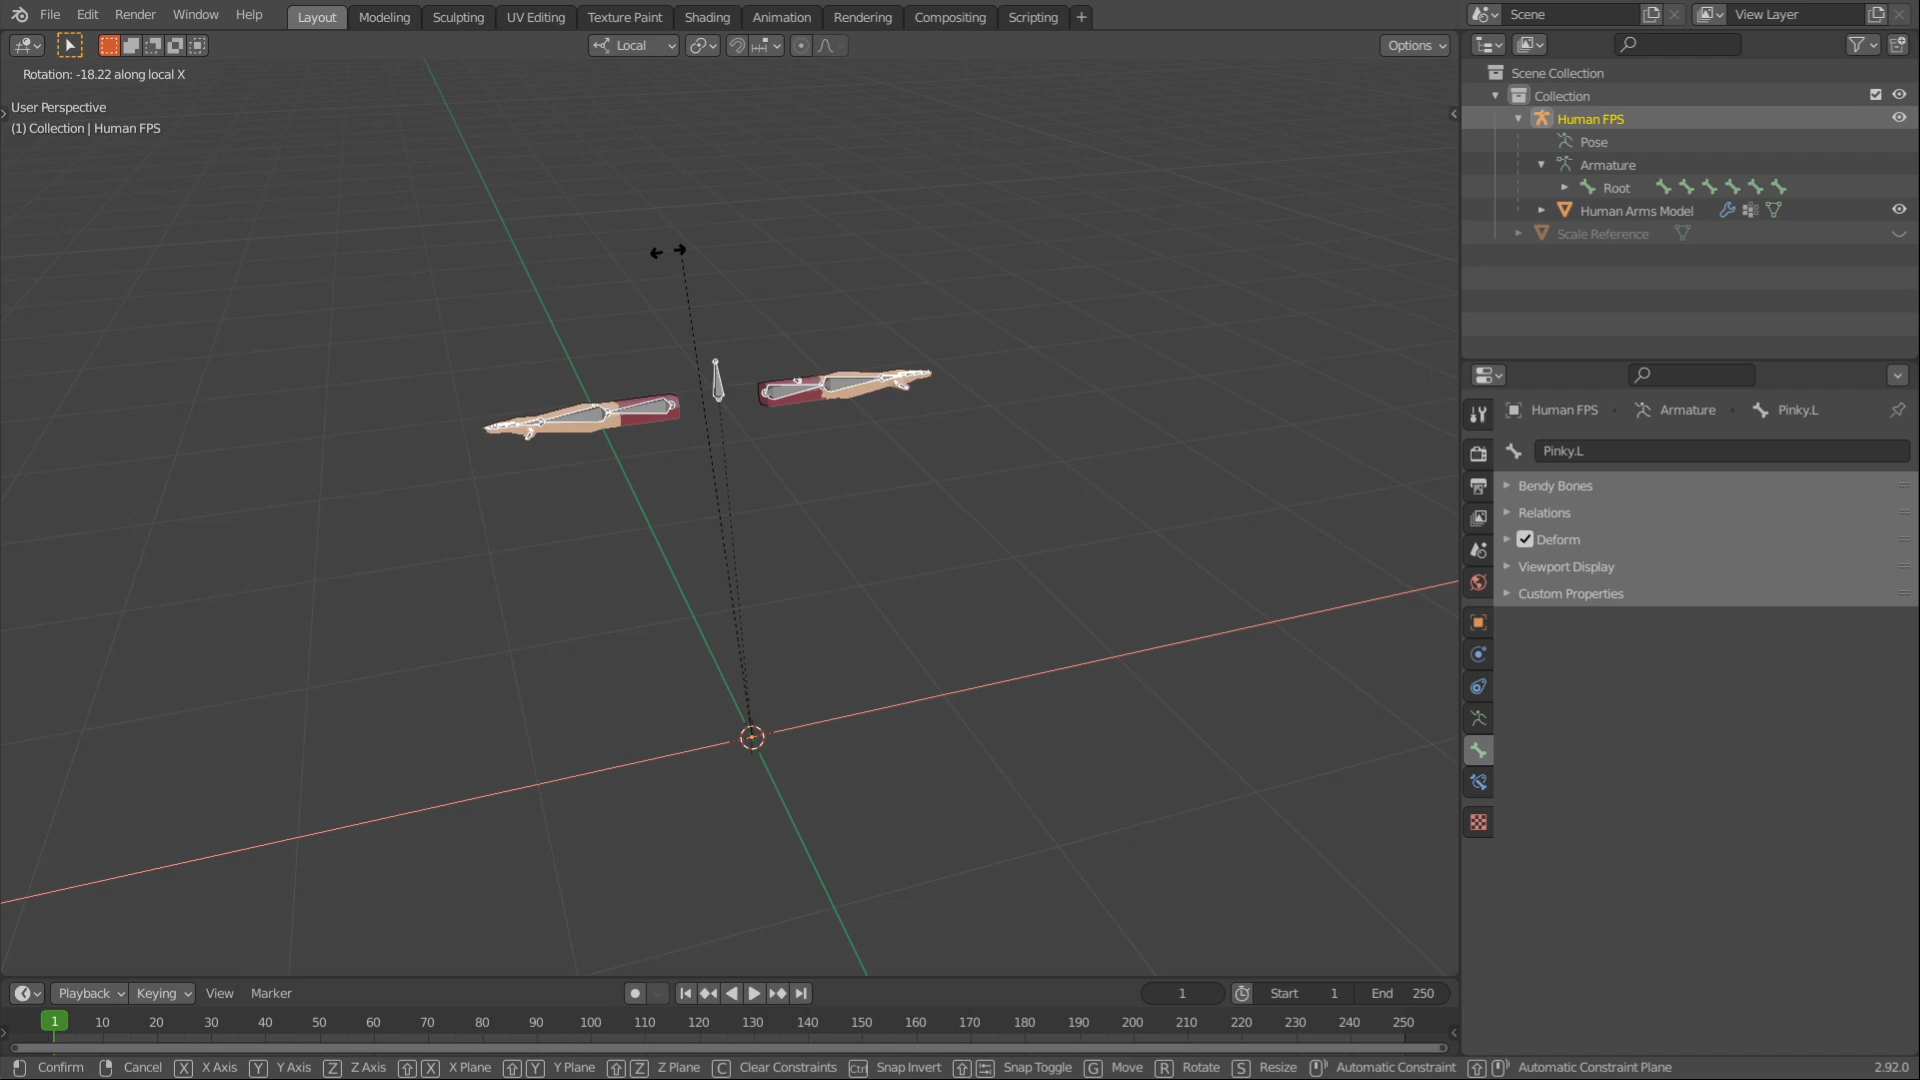 File Edit Render Window Help Layout Modeling Sculpting UV Editing Texture Paint Shading Animation Rendering Compositing Scripting + Scene View Layer
Local Options
Rotation: -18.22 along local X
User Perspective
(1) Collection | Human FPS
Scene Collection
Collection
Human FPS
Pose
Armature
Root
Human Arms Model
Scale Reference
Human FPS Armature Pinky.L
Pinky.L
Bendy Bones
Relations
Deform
Viewport Display
Custom Properties
Playback Keying View Marker 1 Start 1 End 250
1 10 20 30 40 50 60 70 80 90 100 110 120 130 140 150 160 170 180 190 200 210 220 230 240 250
Confirm Cancel X X Axis Y Y Axis Z Z Axis X X Plane Y Y Plane Z Z Plane C Clear Constraints Ctrl Snap Invert Snap Toggle G Move R Rotate S Resize Automatic Constraint Automatic Constraint Plane 2.92.0